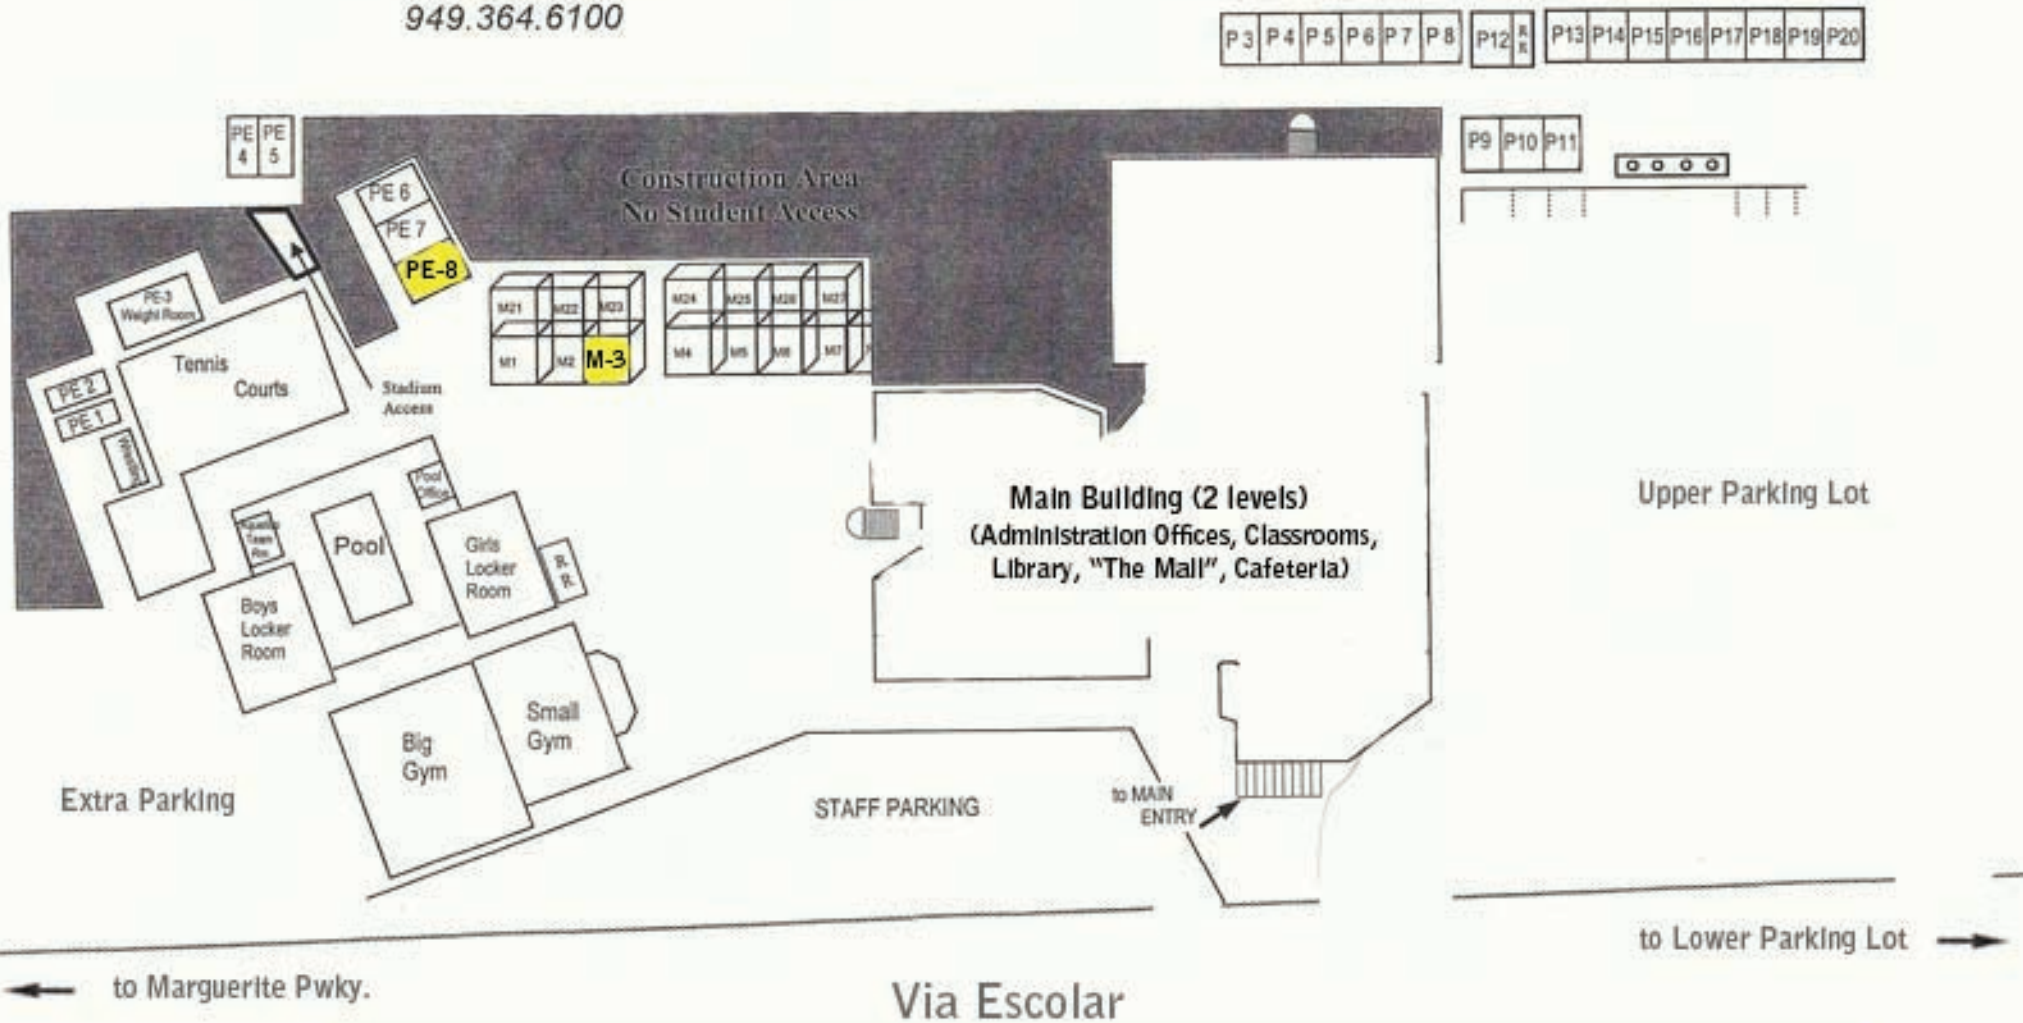 949.364.6100
P 3 P 4 P 5 P 6 P 7 P 8 P12 R R P13 P14 P15 P16 P17 P18 P19 P20
PE 4 PE 5
P9 P10 P11
Construction Area
No Student Access
PE 6
PE 7
PE-8
PE-3
Weight Room
M21 M22 M23
M24 M25 M26 M27
M1 M2 M-3
M4 M5 M6 M7
Tennis
Courts
Stadium
Access
PE 2
PE 1
Wrestling
Pool
Office
Main Building (2 levels)
(Administration Offices, Classrooms,
Library, "The Mall", Cafeteria)
Upper Parking Lot
Team
Rm
Pool
Girls
Locker
Room
R R
Boys
Locker
Room
Small
Gym
Big
Gym
Extra Parking
STAFF PARKING
to MAIN
ENTRY
to Lower Parking Lot
to Marguerite Pwky.
Via Escolar